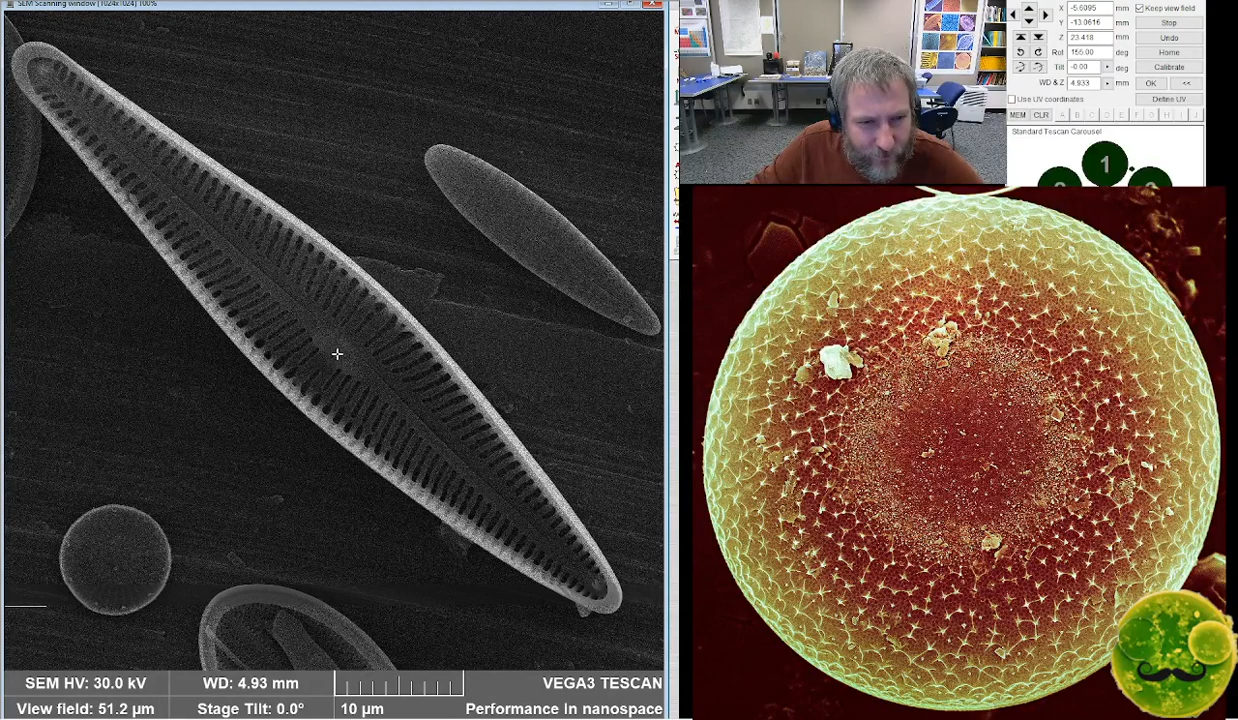 SEM Scanning window [1024x1024] 100%
SEM HV: 30.0 kV
WD: 4.93 mm
VEGA3 TESCAN
View field: 51.2 µm
Stage Tilt: 0.0°
10 µm
Performance in nanospace
X -5.6095 mm
Keep view field
Y -13.0616 mm
Stop
Z 23.418 mm
Undo
Rot 155.00 deg
Home
Tilt -0.00 deg
Calibrate
WD & Z 4.933 mm
OK <<
Use UV coordinates
Define UV
MEM CLR A B C D E F G H I J
Standard Tescan Carousel
1